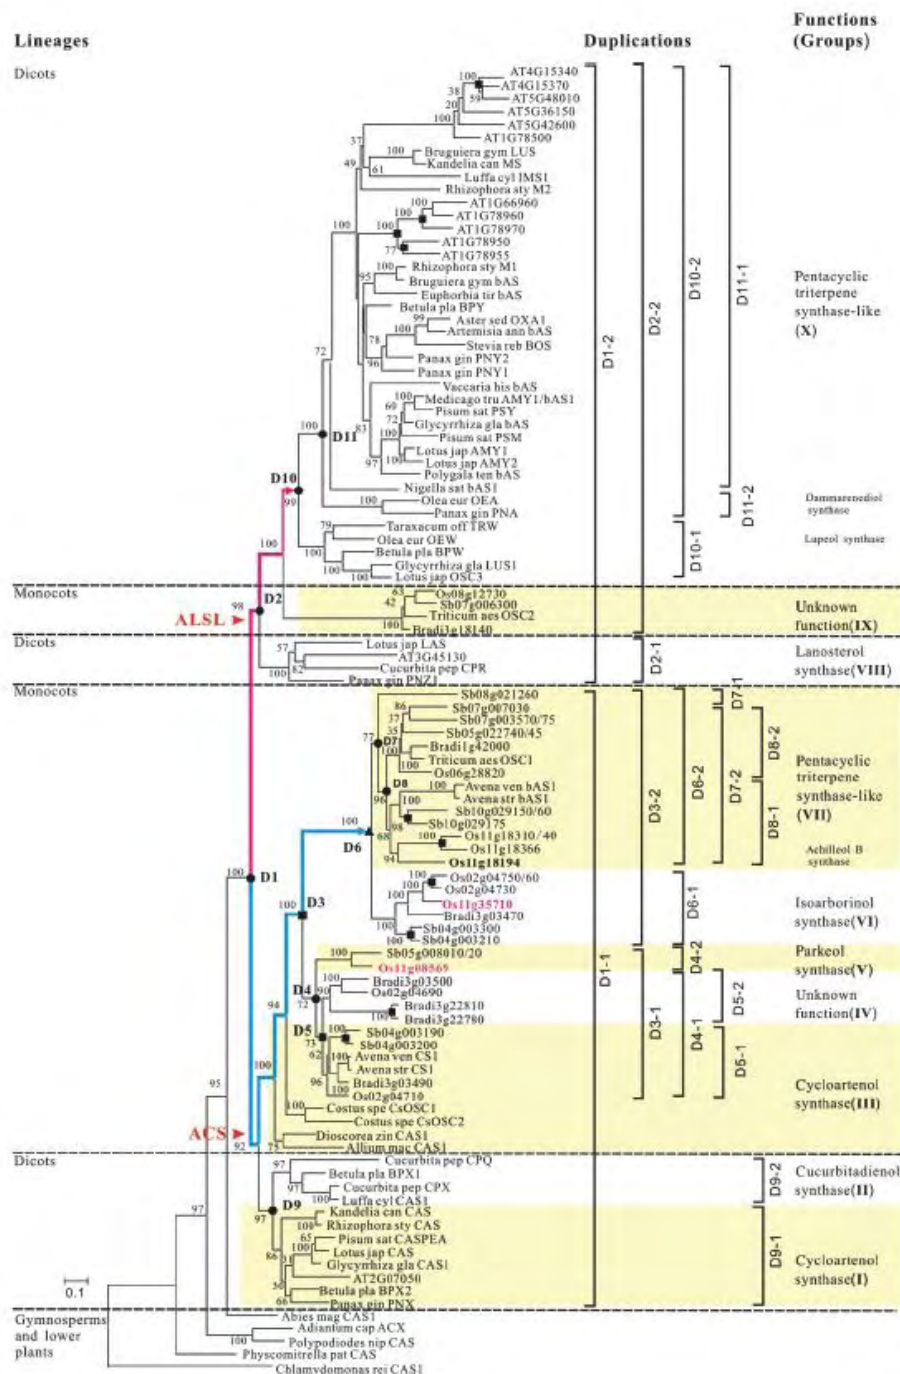 Lineages
Duplications
Functions
(Groups)
Dicots
AT4G15340
AT4G15370
AT5G48010
AT5G36150
AT5G42600
AT1G78500
Bruguiera gym LUS
Kandelia can MS
Luffa cyl IMS1
Rhizophora sty M2
AT1G66960
AT1G78960
AT1G78970
AT1G78950
AT1G78955
Rhizophora sty M1
Bruguiera gym bAS
Euphorbia tir bAS
Betula pla BPY
Aster sed OXA1
Artemisia ann bAS
Stevia reb BOS
Panax gin PNY2
Panax gin PNY1
Vaccaria his bAS
Medicago tru AMY1/bAS1
Pisum sat PSY
Glycyrrhiza gla bAS
Pisum sat PSM
Lotus jap AMY1
Lotus jap AMY2
Polygala ten bAS
Nigella sat bAS1
Olea eur OEA
Panax gin PNA
Taraxacum off TRW
Olea eur OEW
Betula pla BPW
Glycyrrhiza gla LUS1
Lotus jap OSC3
D11
D10
D1-2
D2-2
D10-2
D11-1
D11-2
D10-1
Pentacyclic
triterpene
synthase-like
(X)
Dammarenediol
synthase
Lupeol synthase
Monocots
D2
ALSL
Os08g12730
Sb07g006300
Triticum aes OSC2
Bradi3g18140
Unknown
function(IX)
Dicots
Lotus jap LAS
AT3G45130
Cucurbita pep CPR
Panax gin PNZ1
D2-1
Lanosterol
synthase(VIII)
Monocots
Sb08g021260
Sb07g007030
Sb07g003570/75
Sb05g022740/45
Bradi1g42000
Triticum aes OSC1
Os06g28820
Avena ven bAS1
Avena str bAS1
Sb10g029150/60
Sb10g029175
Os11g18310/40
Os11g18366
Os11g18194
D7
D8
D6
D3-2
D6-2
D7-1
D7-2
D8-2
D8-1
Pentacyclic
triterpene
synthase-like
(VII)
Achilleol B
synthase
Os02g04750/60
Os02g04730
Os11g35710
Bradi3g03470
Sb04g003300
Sb04g003210
D6-1
Isoarborinol
synthase(VI)
D1
D3
Sb05g008010/20
Os11g08569
D1-1
D4-2
Parkeol
synthase(V)
D4
Bradi3g03500
Os02g04690
Bradi3g22810
Bradi3g22780
D3-1
D4-1
D5-2
Unknown
function(IV)
D5
Sb04g003190
Sb04g003200
Avena ven CS1
Avena str CS1
Bradi3g03490
Os02g04710
Costus spe CsOSC1
Costus spe CsOSC2
Dioscorea zin CAS1
Allium mac CAS1
D5-1
Cycloartenol
synthase(III)
ACS
Dicots
Cucurbita pep CPQ
Betula pla BPX1
Cucurbita pep CPX
Luffa cyl CAS1
D9-2
Cucurbitadienol
synthase(II)
D9
Kandelia can CAS
Rhizophora sty CAS
Pisum sat CASPEA
Lotus jap CAS
Glycyrrhiza gla CAS1
AT2G07050
Betula pla BPX2
Panax gin PNX
D9-1
Cycloartenol
synthase(I)
0.1
Gymnosperms
and lower
plants
Abies mag CAS1
Adiantum cap ACX
Polypodiodes nip CAS
Physcomitrella pat CAS
Chlamydomonas rei CAS1